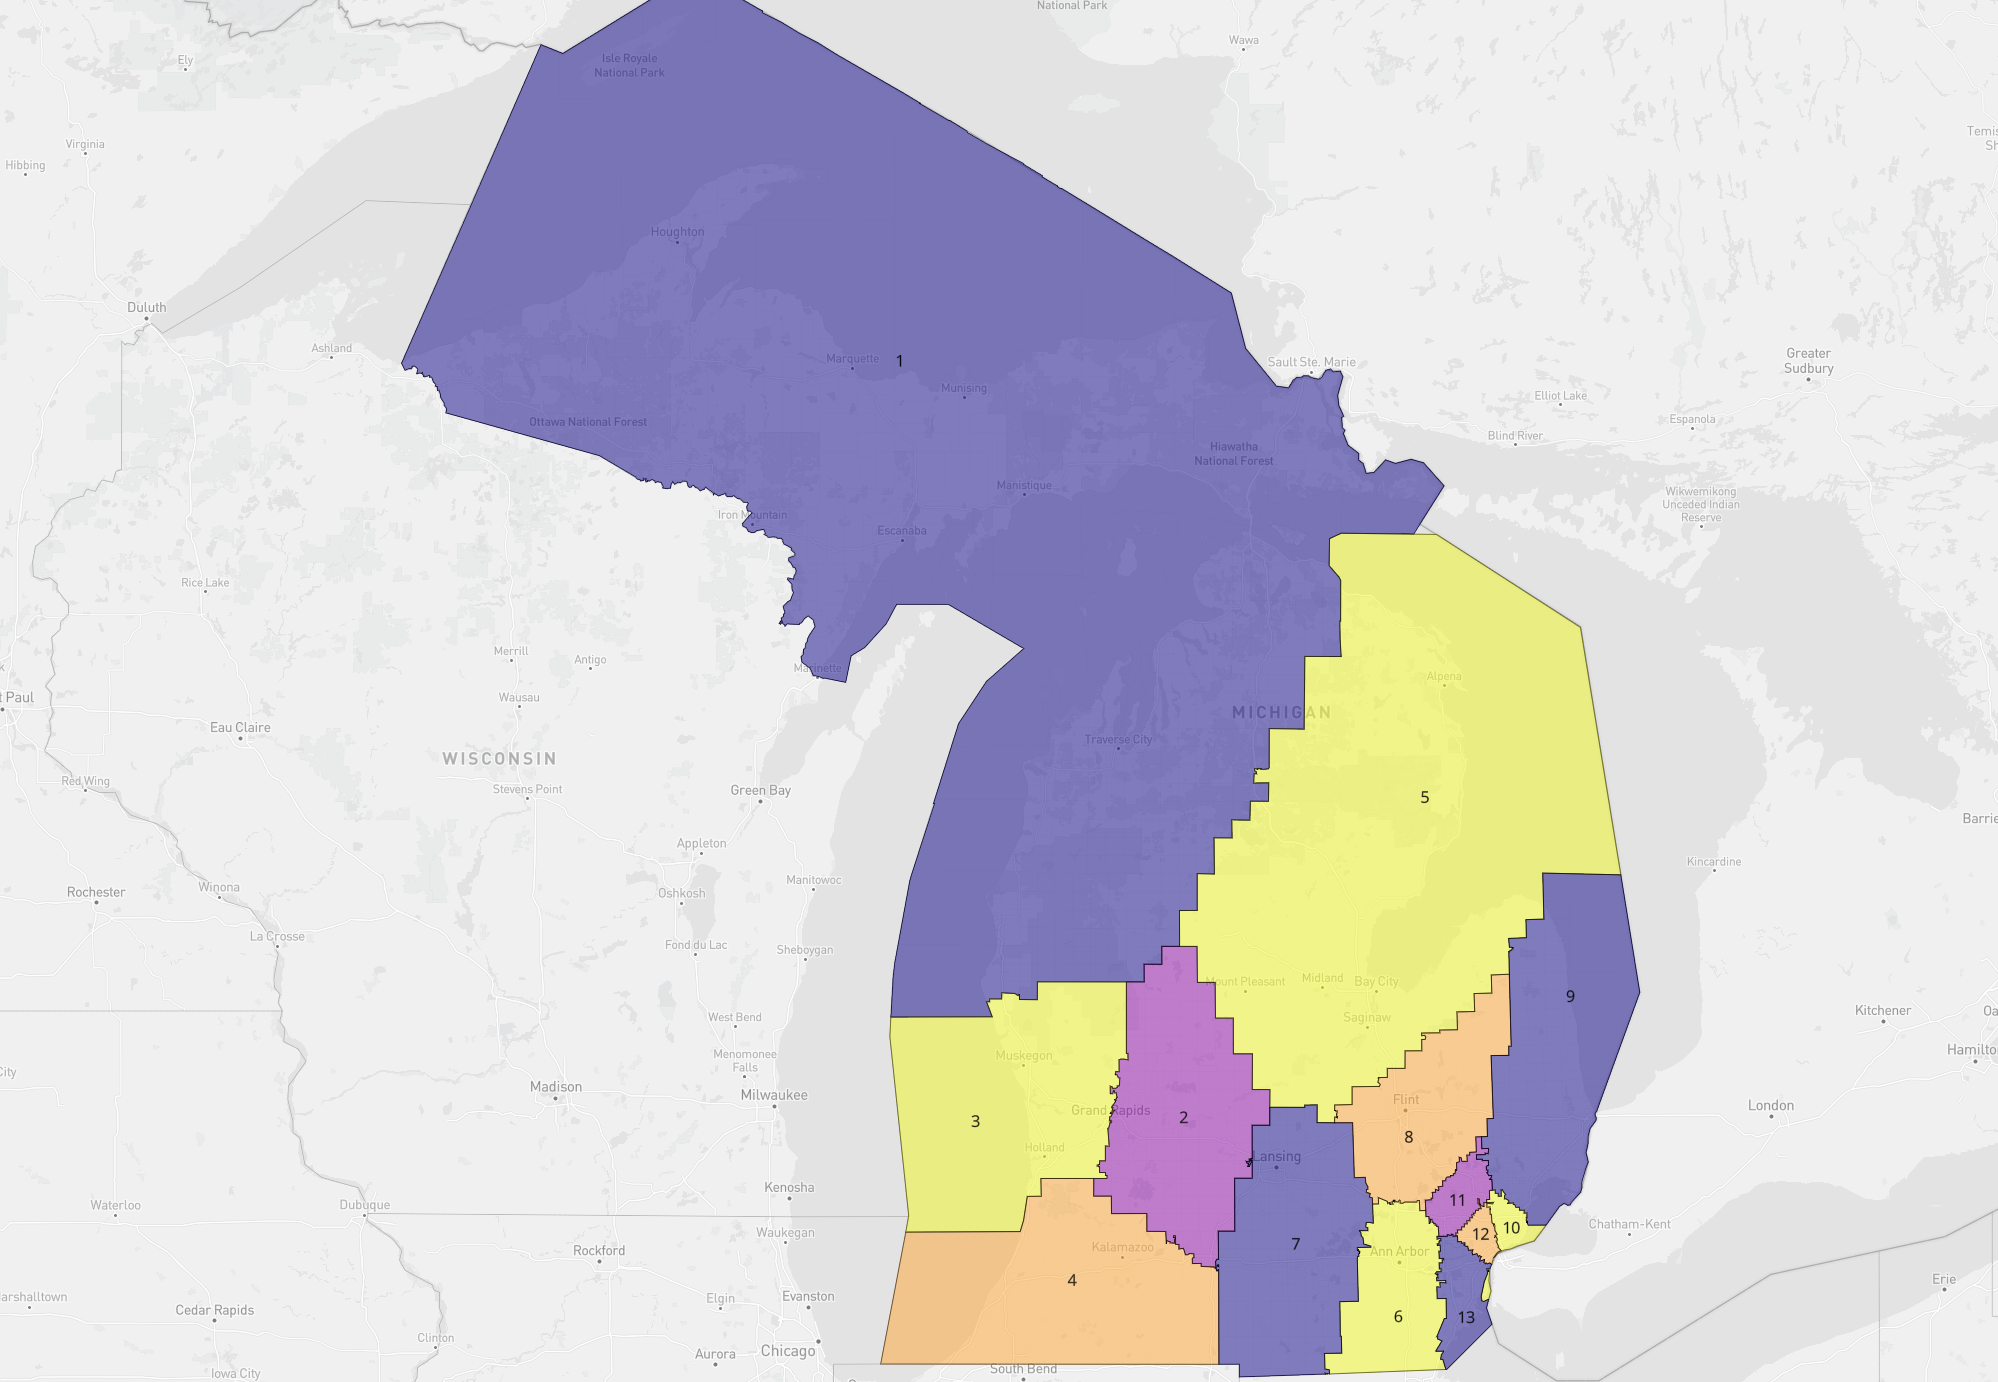 National Park
Wawa
Ely
Isle Royale
National Park
Virginia
Hibbing
Temis
Sh
Houghton
Duluth
Ashland
Marquette
1
Munising
Sault Ste. Marie
Greater
Sudbury
Elliot Lake
Espanola
Blind River
Ottawa National Forest
Hiawatha
National Forest
Manistique
Wikwemikong
Unceded Indian
Reserve
Iron Mountain
Escanaba
Rice Lake
Merrill
Antigo
Marinette
Alpena
t Paul
Wausau
MICHIGAN
Eau Claire
Traverse City
WISCONSIN
Red Wing
Stevens Point
Green Bay
5
Barrie
Appleton
Kincardine
Rochester
Winona
Oshkosh
Manitowoc
La Crosse
Fond du Lac
Sheboygan
Mount Pleasant
Midland
Bay City
9
Kitchener
Oa
West Bend
Saginaw
Hamilto
Menomonee
Falls
Muskegon
City
Madison
Milwaukee
Flint
London
Grand Rapids
3
2
8
Holland
Lansing
Kenosha
11
Waterloo
Dubuque
Waukegan
Chatham-Kent
10
12
Rockford
Kalamazoo
7
Ann Arbor
4
Erie
arshalltown
Cedar Rapids
Elgin
Evanston
6
13
Clinton
Aurora
Chicago
South Bend
Iowa City